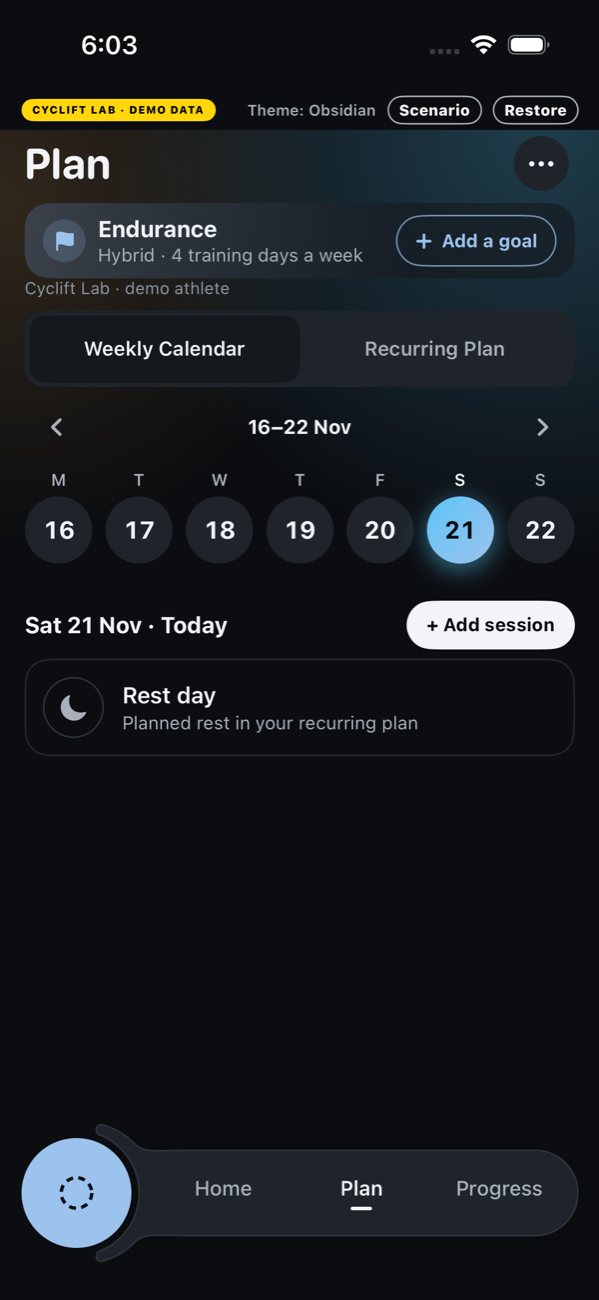 6:03
CYCLIFT LAB · DEMO DATA
Theme: Obsidian
Scenario
Restore
Plan
Endurance
Hybrid · 4 training days a week
+ Add a goal
Cyclift Lab · demo athlete
Weekly Calendar
Recurring Plan
16–22 Nov
M T W T F S S
16 17 18 19 20 21 22
Sat 21 Nov · Today
+ Add session
Rest day
Planned rest in your recurring plan
Home
Plan
Progress